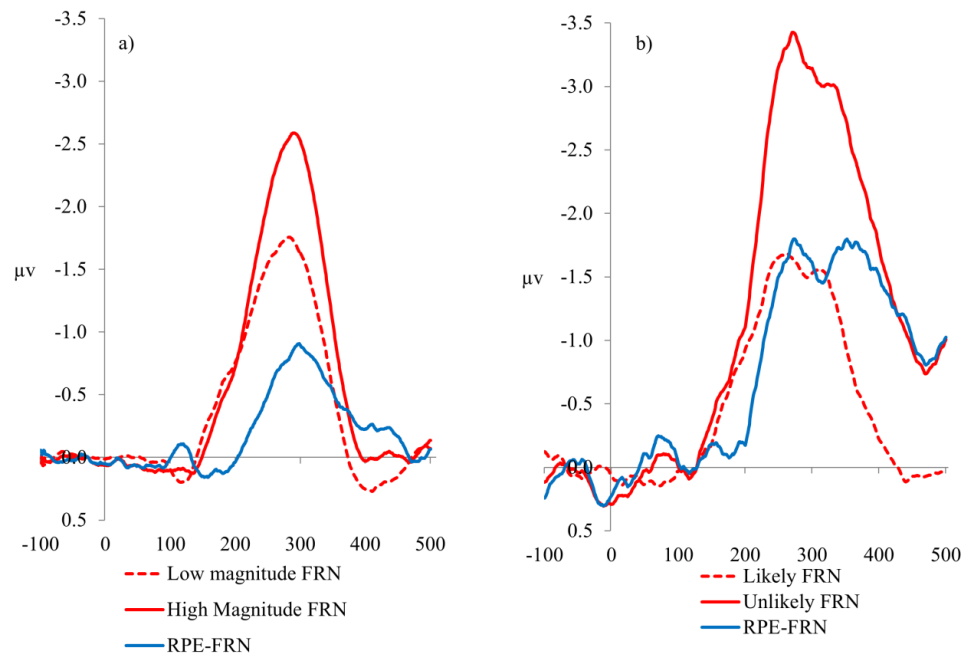 a)
-3.5
-3.0
-2.5
-2.0
-1.5
-1.0
-0.5
0.0
0.5
µv
-100 0 100 200 300 400 500
Low magnitude FRN
High Magnitude FRN
RPE-FRN
b)
-3.5
-3.0
-2.5
-2.0
-1.5
-1.0
-0.5
0.0
0.5
µv
-100 0 100 200 300 400 500
Likely FRN
Unlikely FRN
RPE-FRN